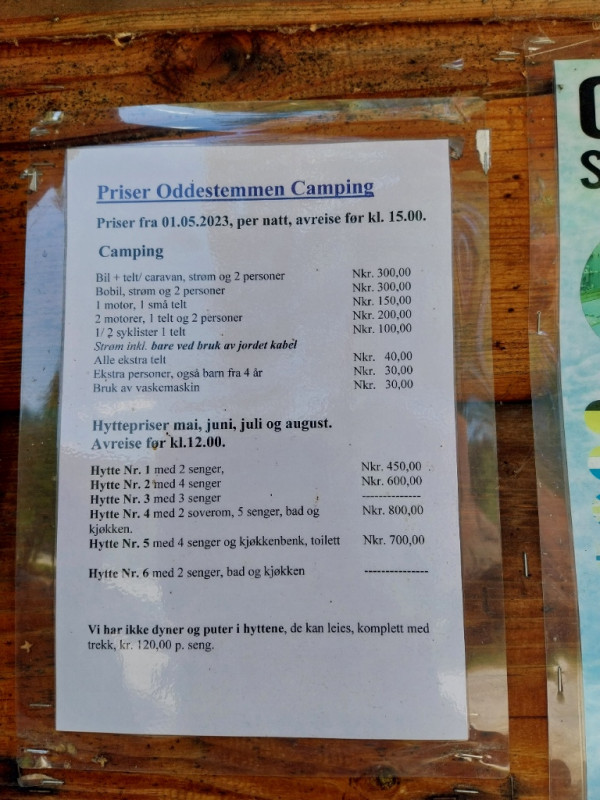 Priser Oddestemmen Camping
Priser fra 01.05.2023, per natt, avreise før kl. 15.00.
Camping
Bil + telt/ caravan, strøm og 2 personer Nkr. 300,00
Bobil, strøm og 2 personer Nkr. 300,00
1 motor, 1 små telt Nkr. 150,00
2 motorer, 1 telt og 2 personer Nkr. 200,00
1/ 2 syklister 1 telt Nkr. 100,00
Strøm inkl. bare ved bruk av jordet kabel
Alle ekstra telt Nkr. 40,00
Ekstra personer, også barn fra 4 år Nkr. 30,00
Bruk av vaskemaskin Nkr. 30,00
Hyttepriser mai, juni, juli og august.
Avreise før kl.12.00.
Hytte Nr. 1 med 2 senger, Nkr. 450,00
Hytte Nr. 2 med 4 senger Nkr. 600,00
Hytte Nr. 3 med 3 senger --------------
Hytte Nr. 4 med 2 soverom, 5 senger, bad og Nkr. 800,00
kjøkken.
Hytte Nr. 5 med 4 senger og kjøkkenbenk, toilett Nkr. 700,00
Hytte Nr. 6 med 2 senger, bad og kjøkken ---------------
Vi har ikke dyner og puter i hyttene, de kan leies, komplett med
trekk, kr. 120,00 p. seng.